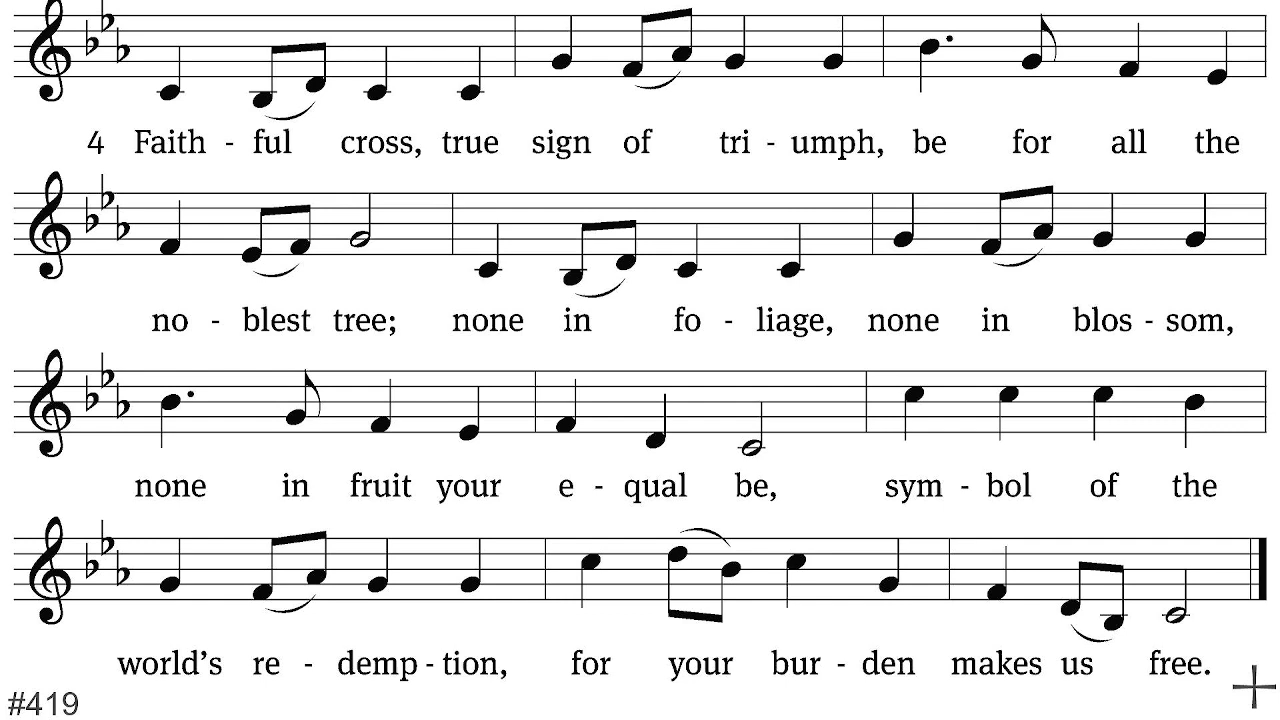 4 Faith - ful cross, true sign of tri - umph, be for all the
no - blest tree; none in fo - liage, none in blos - som,
none in fruit your e - qual be, sym - bol of the
world’s re - demp - tion, for your bur - den makes us free.
#419